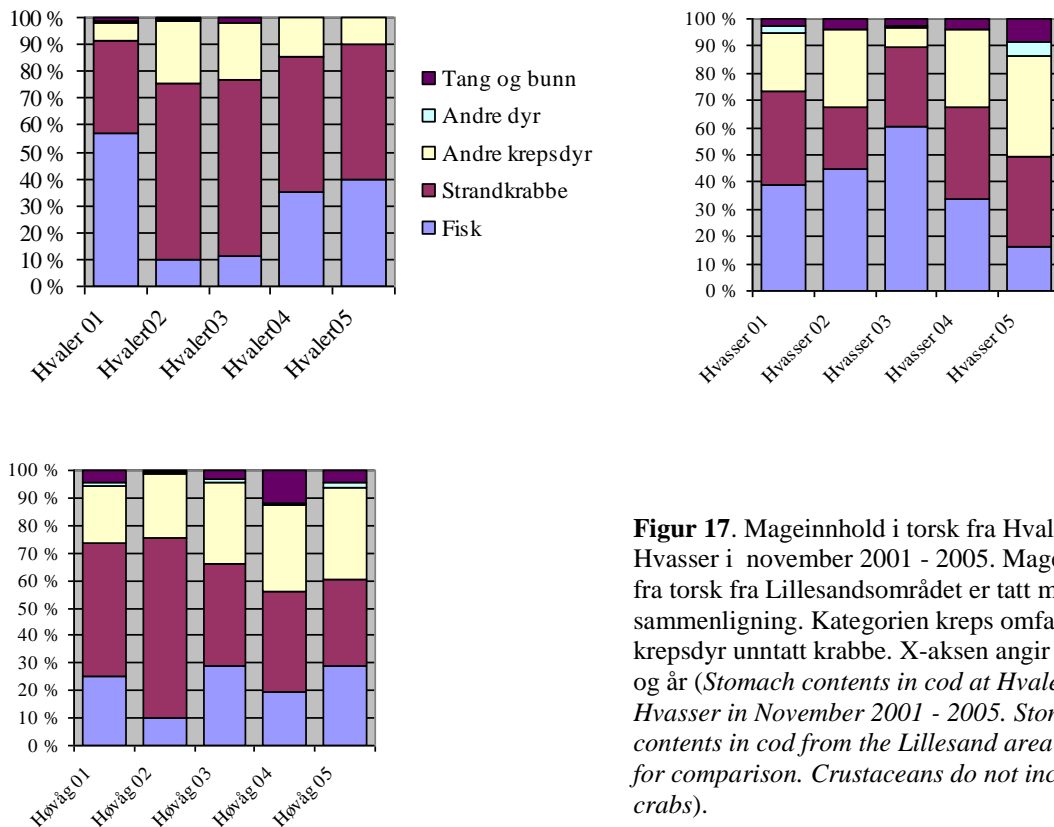 100 %
90 %
80 %
70 %
60 %
50 %
40 %
30 %
20 %
10 %
0 %
Hvaler 01
Hvaler02
Hvaler03
Hvaler04
Hvaler05
Tang og bunn
Andre dyr
Andre krepsdyr
Strandkrabbe
Fisk
100 %
90 %
80 %
70 %
60 %
50 %
40 %
30 %
20 %
10 %
0 %
Hvasser 01
Hvasser 02
Hvasser 03
Hvasser 04
Hvasser 05
100 %
90 %
80 %
70 %
60 %
50 %
40 %
30 %
20 %
10 %
0 %
Høvåg 01
Høvåg 02
Høvåg 03
Høvåg 04
Høvåg 05
Figur 17. Mageinnhold i torsk fra Hval
Hvasser i november 2001 - 2005. Mage
fra torsk fra Lillesandsområdet er tatt m
sammenligning. Kategorien kreps omfa
krepsdyr unntatt krabbe. X-aksen angir
og år (Stomach contents in cod at Hvale
Hvasser in November 2001 - 2005. Stor
contents in cod from the Lillesand area
for comparison. Crustaceans do not inc
crabs).